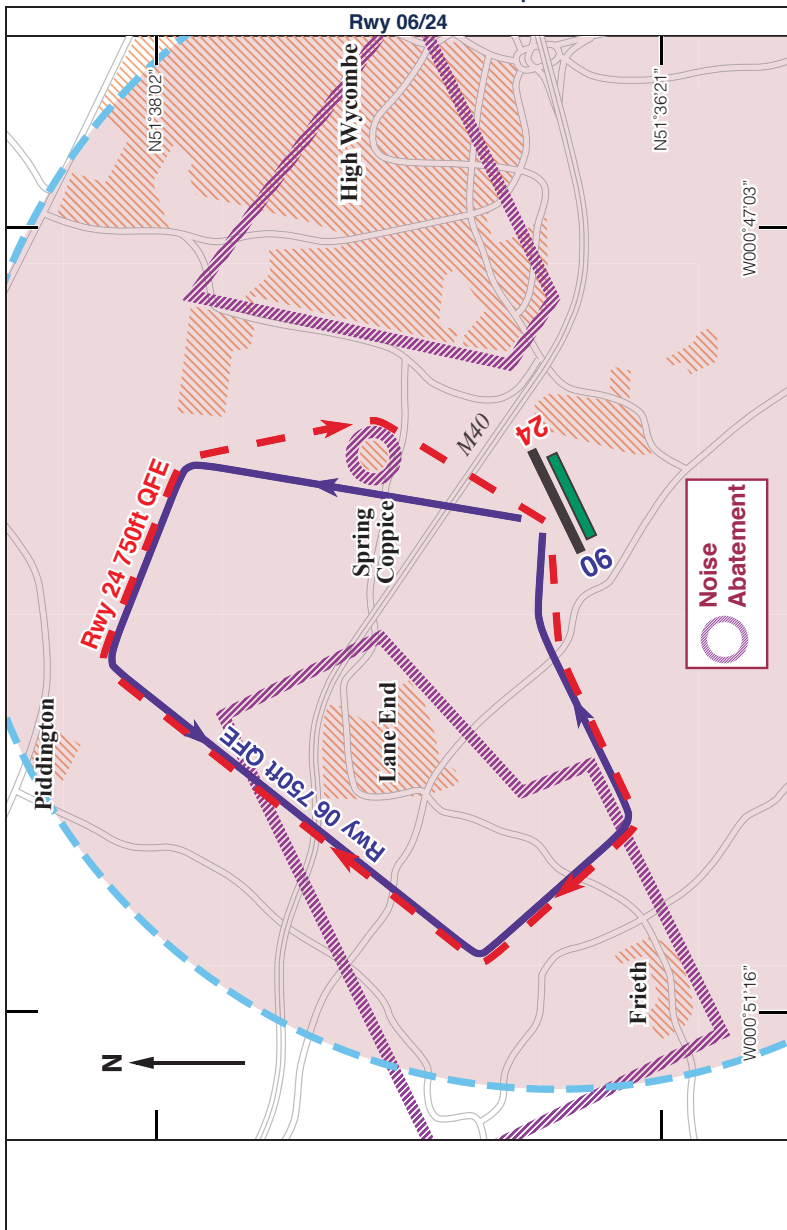 Rwy 06/24
N51°38'02"
High Wycombe
N51°36'21"
W000°47'03"
Rwy 24 750ft QFE
M40
24
Spring
Coppice
06
Noise
Abatement
Piddington
Lane End
Rwy 06 750ft QFE
Frieth
W000°51'16"
N